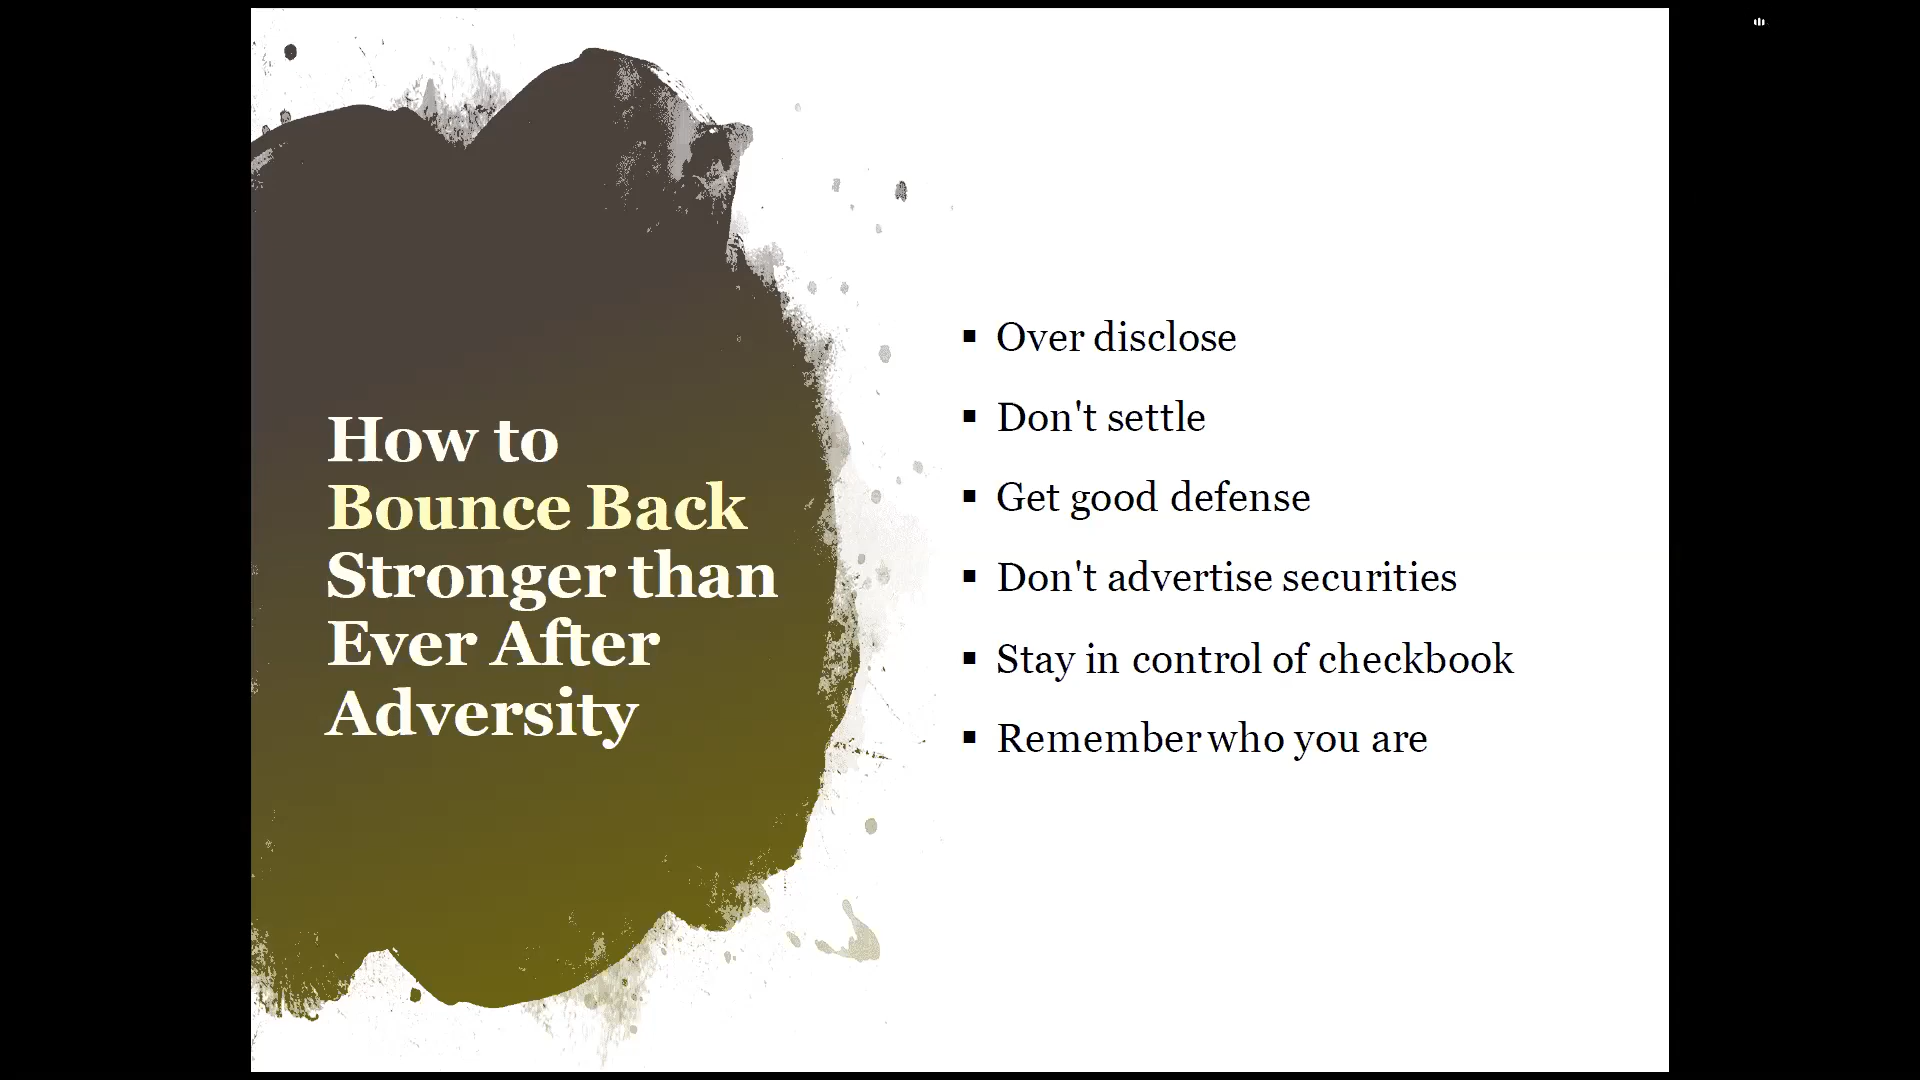 How to
Bounce Back
Stronger than
Ever After
Adversity
Over disclose
Don't settle
Get good defense
Don't advertise securities
Stay in control of checkbook
Remember who you are